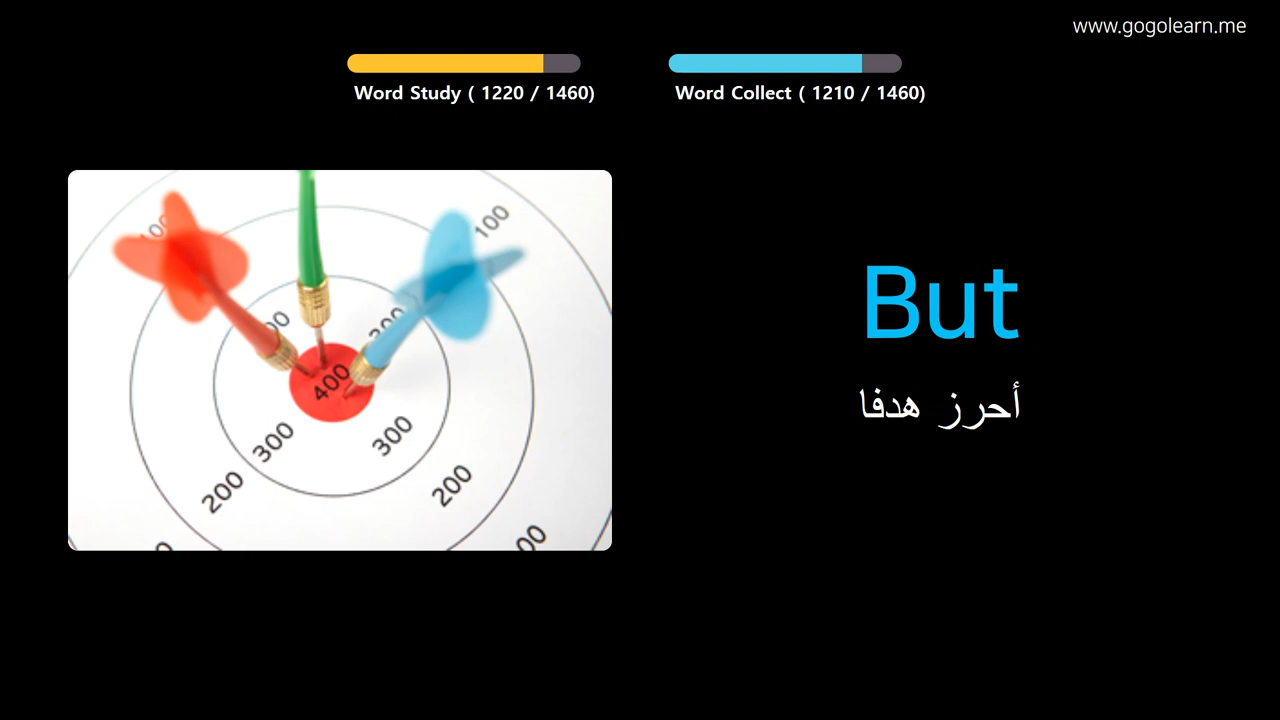 www.gogolearn.me
Word Study ( 1220 / 1460)
Word Collect ( 1210 / 1460)
But
أحرز هدفا
100
100
200
400
300
300
200
200